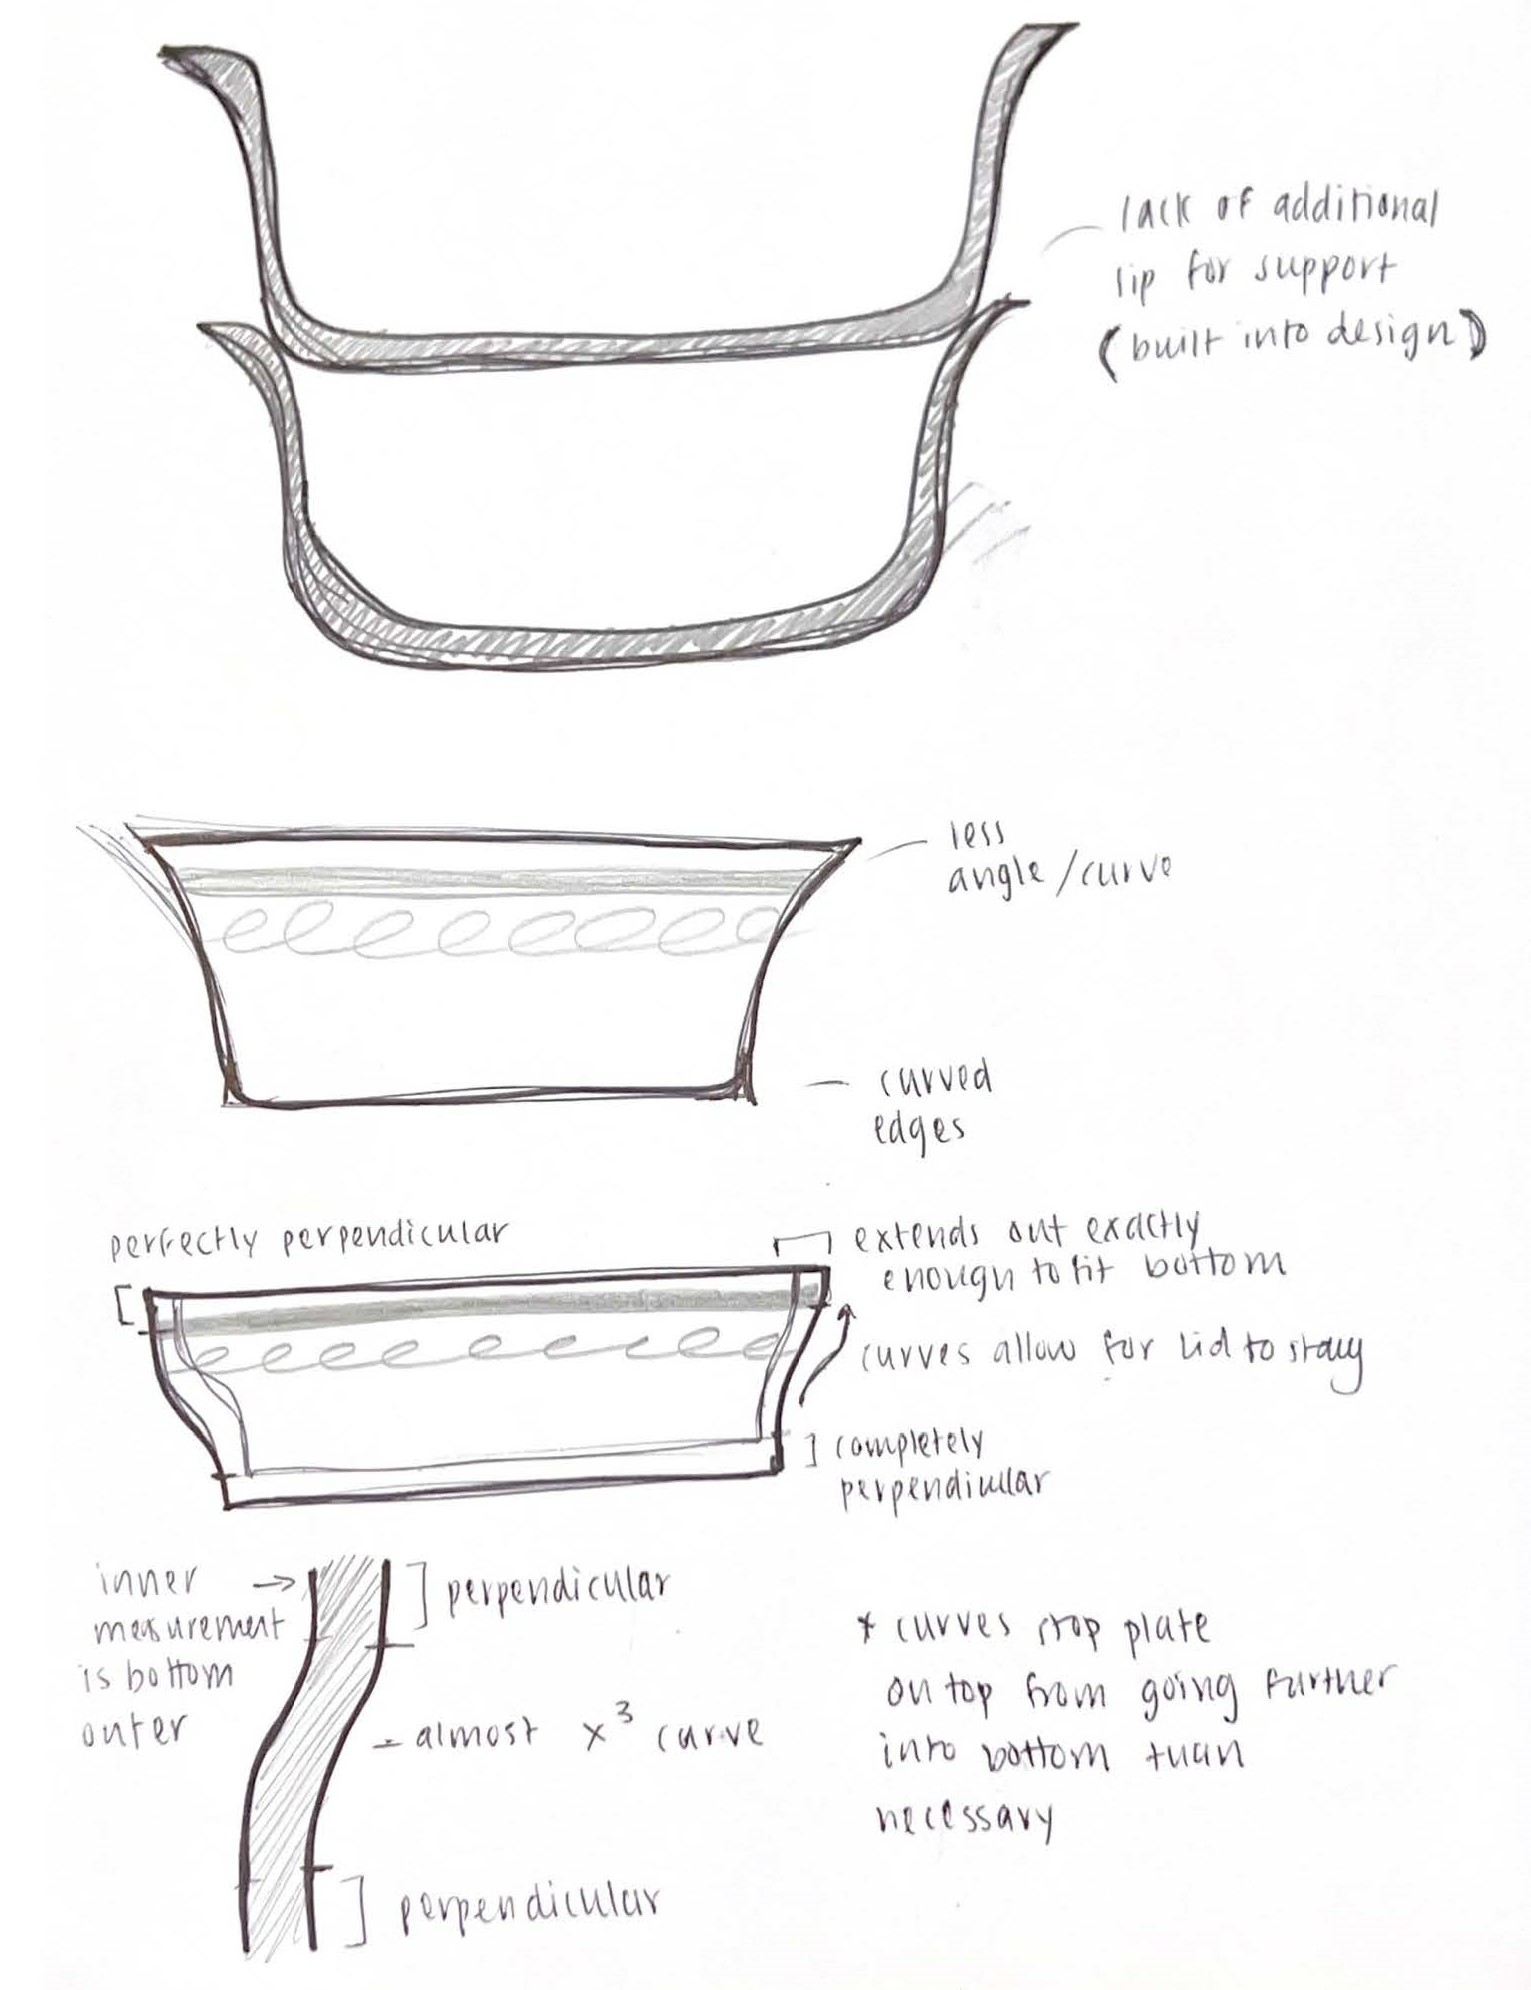 lack of additional
lip for support
(built into design)
less
angle/curve
curved
edges
perfectly perpendicular
extends out exactly
enough to fit bottom
curves allow for lid to stay
completely
perpendicular
inner
measurement
is bottom
outer
perpendicular
- almost x³ curve
perpendicular
* curves stop plate
on top from going further
into bottom than
necessary